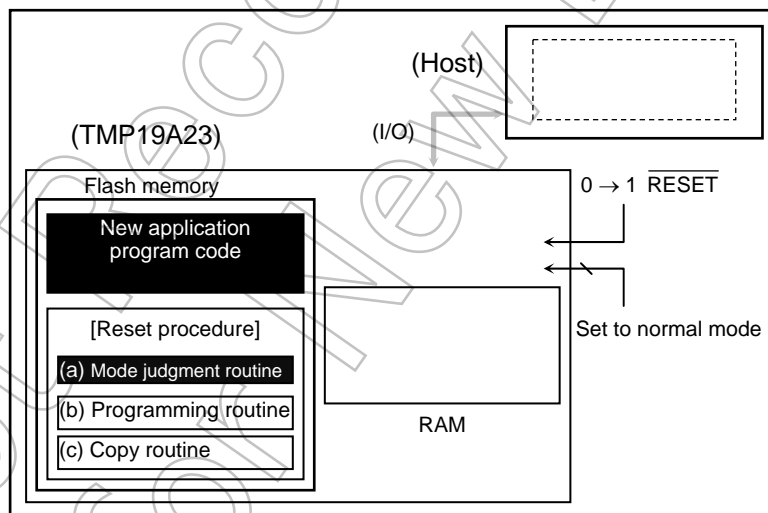 (Host)
(TMP19A23)
(I/O)
Flash memory
0 → 1 RESET
New application
program code
[Reset procedure]
Set to normal mode
(a) Mode judgment routine
(b) Programming routine
(c) Copy routine
RAM